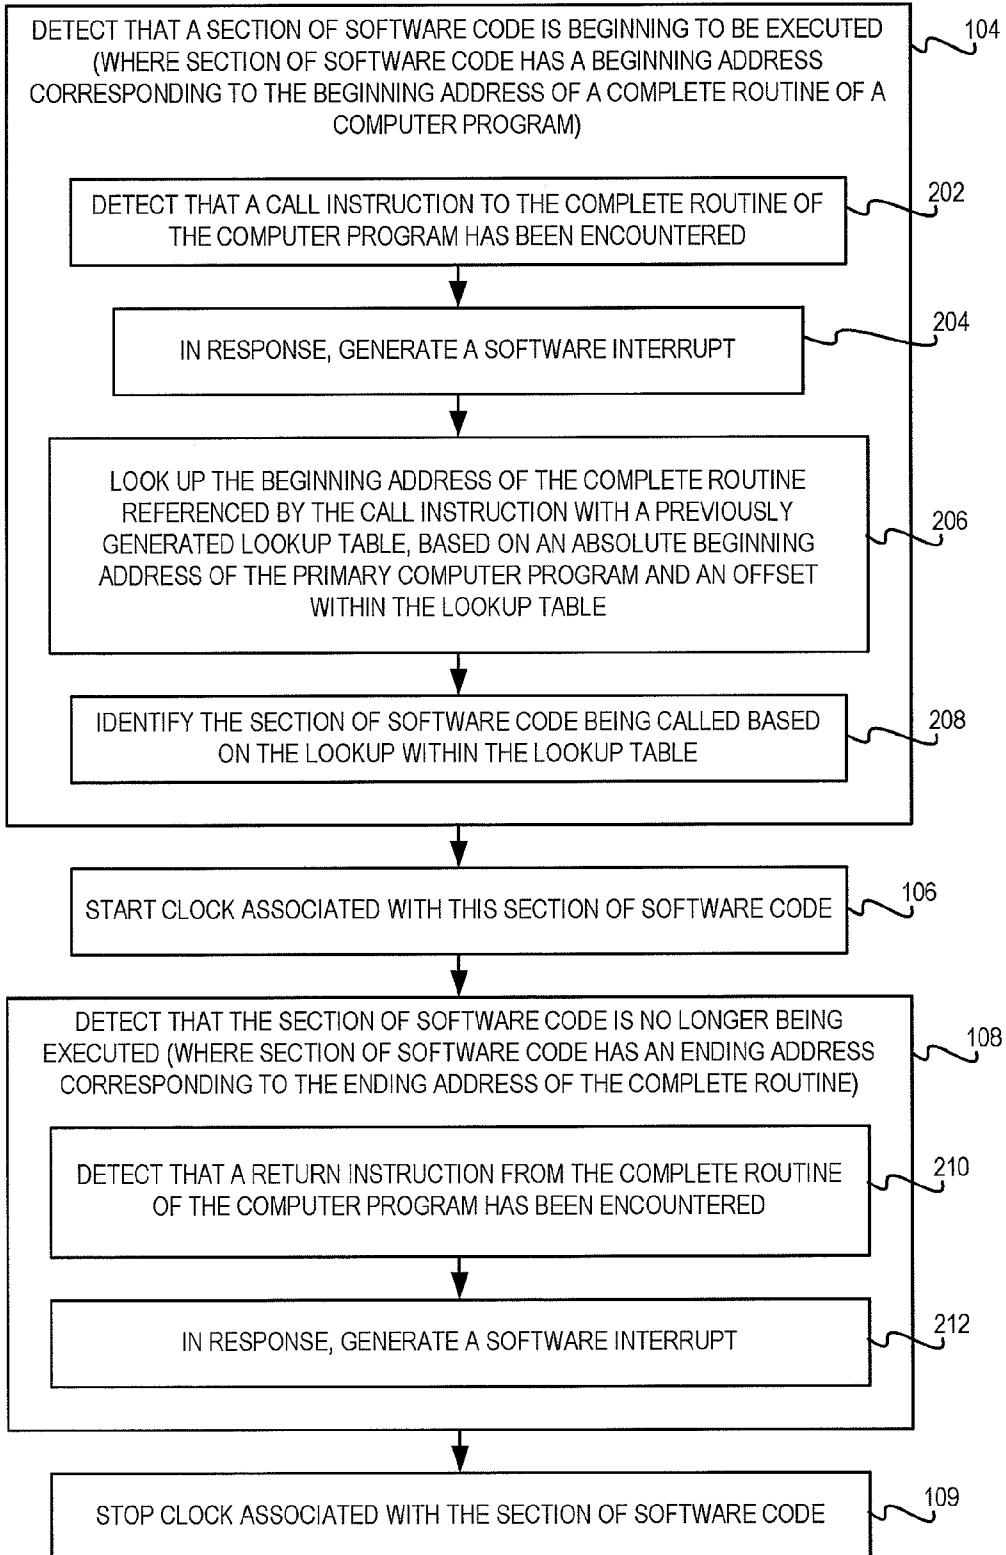 DETECT THAT A SECTION OF SOFTWARE CODE IS BEGINNING TO BE EXECUTED
(WHERE SECTION OF SOFTWARE CODE HAS A BEGINNING ADDRESS
CORRESPONDING TO THE BEGINNING ADDRESS OF A COMPLETE ROUTINE OF A
COMPUTER PROGRAM)
104
DETECT THAT A CALL INSTRUCTION TO THE COMPLETE ROUTINE OF
THE COMPUTER PROGRAM HAS BEEN ENCOUNTERED
202
IN RESPONSE, GENERATE A SOFTWARE INTERRUPT
204
LOOK UP THE BEGINNING ADDRESS OF THE COMPLETE ROUTINE
REFERENCED BY THE CALL INSTRUCTION WITH A PREVIOUSLY
GENERATED LOOKUP TABLE, BASED ON AN ABSOLUTE BEGINNING
ADDRESS OF THE PRIMARY COMPUTER PROGRAM AND AN OFFSET
WITHIN THE LOOKUP TABLE
206
IDENTIFY THE SECTION OF SOFTWARE CODE BEING CALLED BASED
ON THE LOOKUP WITHIN THE LOOKUP TABLE
208
START CLOCK ASSOCIATED WITH THIS SECTION OF SOFTWARE CODE
106
DETECT THAT THE SECTION OF SOFTWARE CODE IS NO LONGER BEING
EXECUTED (WHERE SECTION OF SOFTWARE CODE HAS AN ENDING ADDRESS
CORRESPONDING TO THE ENDING ADDRESS OF THE COMPLETE ROUTINE)
108
DETECT THAT A RETURN INSTRUCTION FROM THE COMPLETE ROUTINE
OF THE COMPUTER PROGRAM HAS BEEN ENCOUNTERED
210
IN RESPONSE, GENERATE A SOFTWARE INTERRUPT
212
STOP CLOCK ASSOCIATED WITH THE SECTION OF SOFTWARE CODE
109